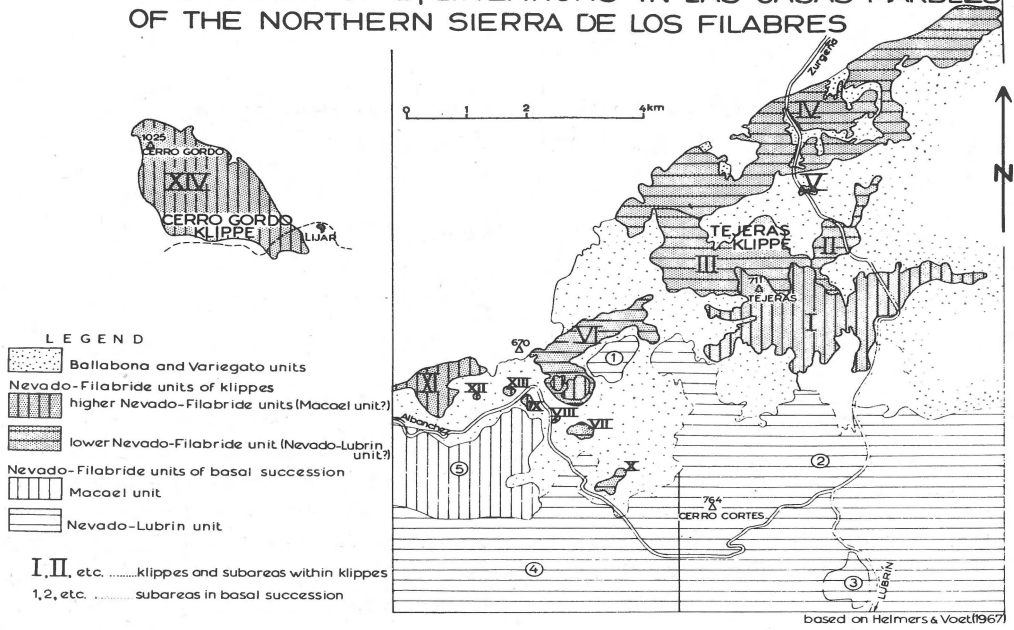 LAS CASAS MARBLES
OF THE NORTHERN SIERRA DE LOS FILABRES
Zurgena
0 1 2 4km
N
1025
CERRO GORDO
XIV
CERRO GORDO
KLIPPE
LIJAR
IV
V
TEJERAS
KLIPPE
II
III
711
TEJERAS
I
VI
1
670
XI
XII
XIII
IX
VIII
VII
X
Albanchez
5
2
764
CERRO CORTES
4
3
LUBRIN
LEGEND
Ballabona and Variegato units
Nevado-Filabride units of klippes
higher Nevado-Filabride units (Macael unit?)
lower Nevado-Filabride unit (Nevado-Lubrin
unit?)
Nevado-Filabride units of basal succession
Macael unit
Nevado-Lubrin unit
I, II, etc. ........klippes and subareas within klippes
1, 2, etc. ........ subareas in basal succession
based on Helmers & Voet(1967)